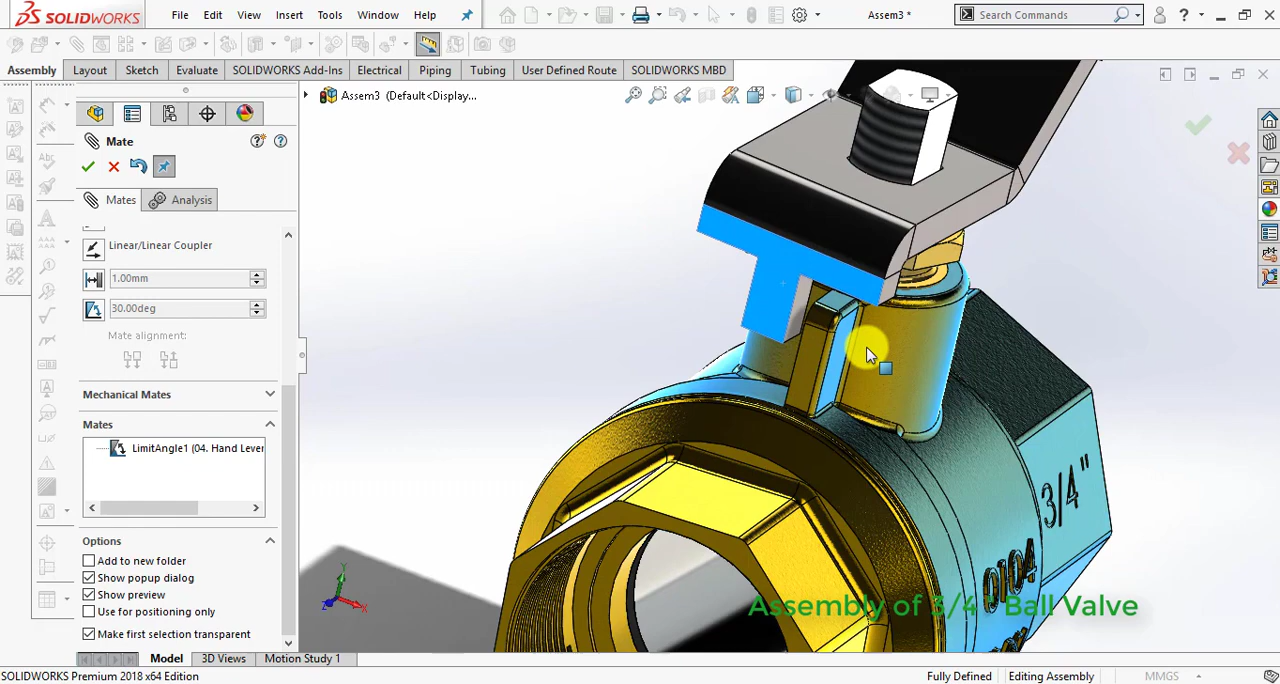 SOLIDWORKS File Edit View Insert Tools Window Help Assem3 * Search Commands
Assembly Layout Sketch Evaluate SOLIDWORKS Add-Ins Electrical Piping Tubing User Defined Route SOLIDWORKS MBD
Assem3 (Default<Display...
Mate
Mates Analysis
Linear/Linear Coupler
1.00mm
30.00deg
Mate alignment:
Mechanical Mates
Mates
LimitAngle1 (04. Hand Lever
Options
Add to new folder
Show popup dialog
Show preview
Use for positioning only
Make first selection transparent
3/4"
0104
Assembly of 3/4" Ball Valve
Y
X
Z
Model 3D Views Motion Study 1
SOLIDWORKS Premium 2018 x64 Edition Fully Defined Editing Assembly MMGS